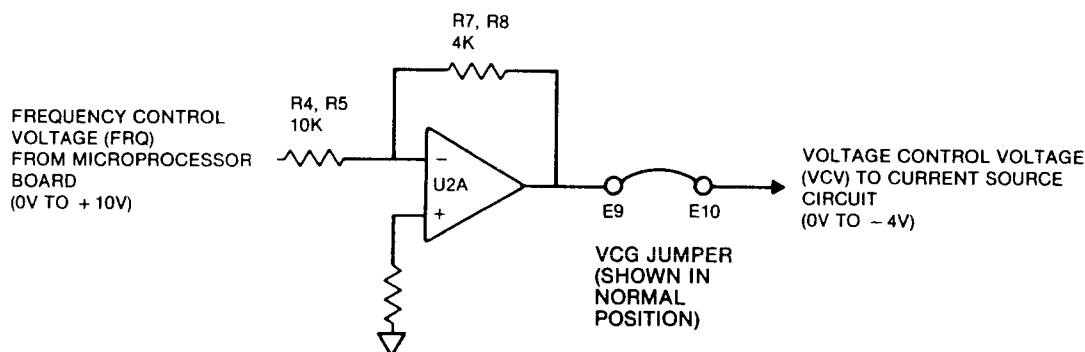 R7, R8
4K
R4, R5
10K
FREQUENCY CONTROL
VOLTAGE (FRQ)
FROM MICROPROCESSOR
BOARD
(0V TO + 10V)
−
U2A
+
E9
E10
VOLTAGE CONTROL VOLTAGE
(VCV) TO CURRENT SOURCE
CIRCUIT
(0V TO − 4V)
VCG JUMPER
(SHOWN IN
NORMAL
POSITION)